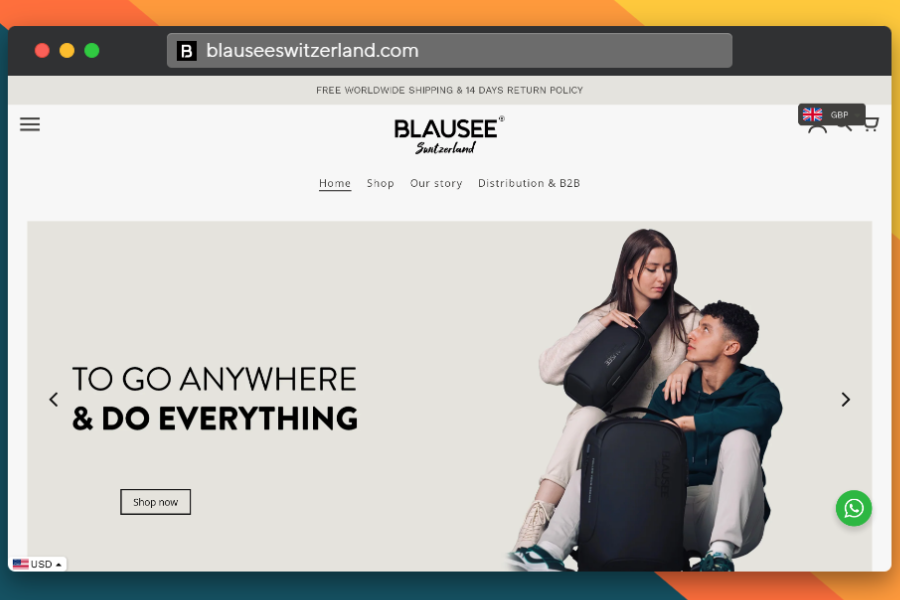 blauseeswitzerland.com
FREE WORLDWIDE SHIPPING & 14 DAYS RETURN POLICY
GBP
BLAUSEE®
Switzerland
Home Shop Our story Distribution & B2B
TO GO ANYWHERE
& DO EVERYTHING
Shop now
BLAUSEE
USD